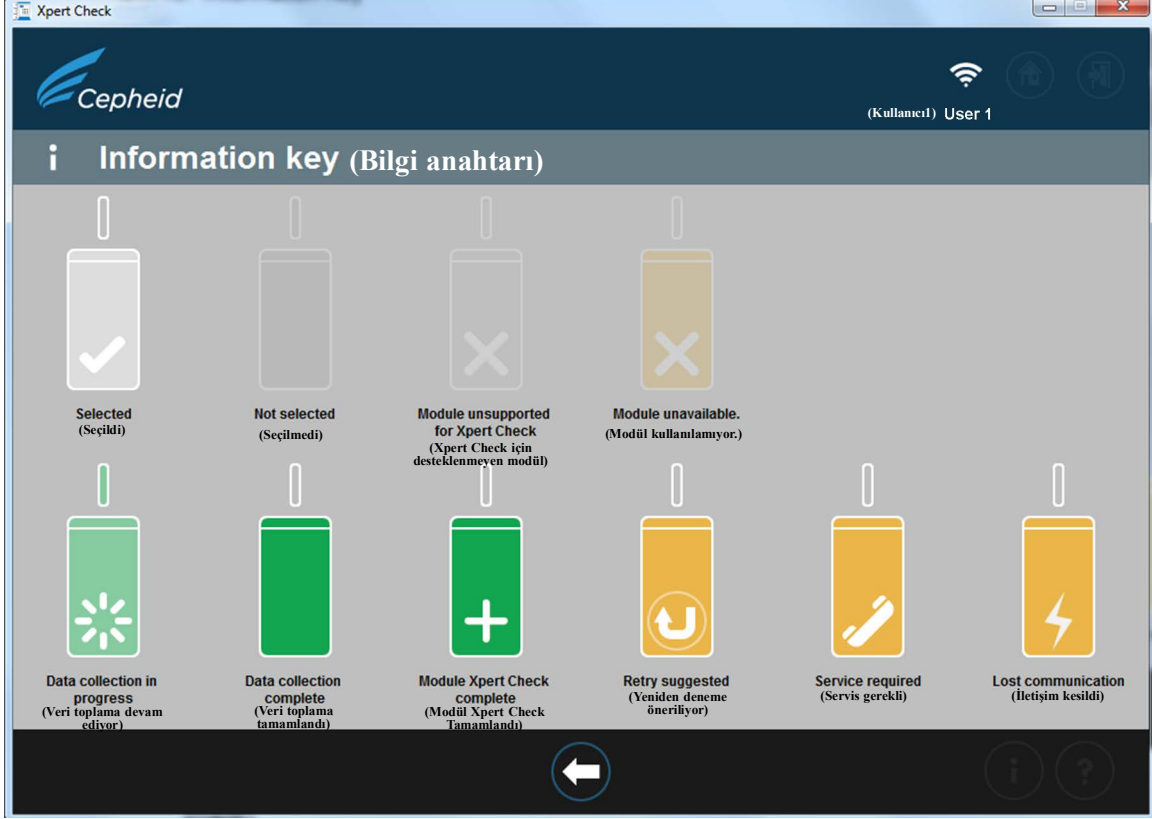 Xpert Check
Cepheid
(Kullanıcı1) User 1
i Information key (Bilgi anahtarı)
Selected
(Seçildi)
Not selected
(Seçilmedi)
Module unsupported
for Xpert Check
(Xpert Check için
desteklenmeyen modül)
Module unavailable.
(Modül kullanılamıyor.)
Data collection in
progress
(Veri toplama devam
ediyor)
Data collection
complete
(Veri toplama
tamamlandı)
Module Xpert Check
complete
(Modül Xpert Check
Tamamlandı)
Retry suggested
(Yeniden deneme
öneriliyor)
Service required
(Servis gerekli)
Lost communication
(İletişim kesildi)
i ?